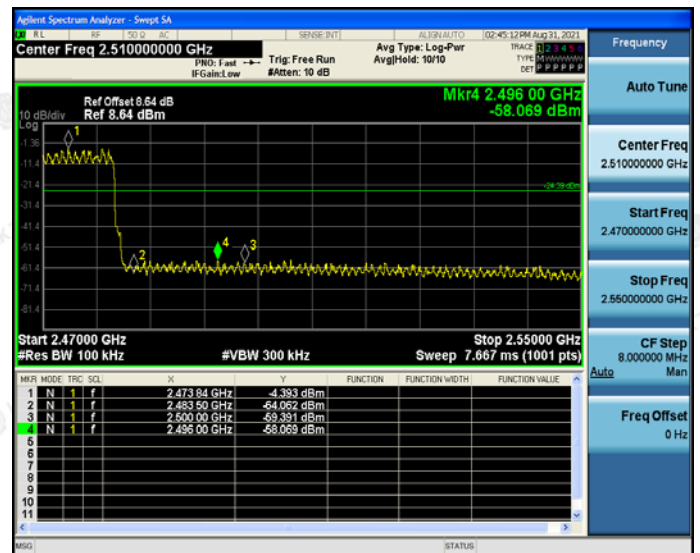 Agilent Spectrum Analyzer - Swept SA
RL RF 50 Ω AC SENSE:INT ALIGNAUTO 02:45:12 PM Aug 31, 2021
Center Freq 2.510000000 GHz
PNO: Fast
IFGain:Low
Trig: Free Run
#Atten: 10 dB
Avg Type: Log-Pwr
Avg|Hold: 10/10
TRACE 1 2 3 4 5 6
TYPE M
DET P P P P P P
Ref Offset 8.64 dB
Ref 8.64 dBm
10 dB/div
Log
Mkr4 2.496 00 GHz
-58.069 dBm
-1.36
-11.4
-21.4
-31.4
-41.4
-51.4
-61.4
-71.4
-81.4
1
2
3
4
-24.39 dBm
Start 2.47000 GHz
Stop 2.55000 GHz
#Res BW 100 kHz
#VBW 300 kHz
Sweep 7.667 ms (1001 pts)
MKR MODE TRC SCL X Y FUNCTION FUNCTION WIDTH FUNCTION VALUE
1 N 1 f 2.473 84 GHz -4.393 dBm
2 N 1 f 2.483 50 GHz -64.062 dBm
3 N 1 f 2.500 00 GHz -59.391 dBm
4 N 1 f 2.496 00 GHz -58.069 dBm
5
6
7
8
9
10
11
MSG
STATUS
Frequency
Auto Tune
Center Freq
2.510000000 GHz
Start Freq
2.470000000 GHz
Stop Freq
2.550000000 GHz
CF Step
8.000000 MHz
Auto Man
Freq Offset
0 Hz